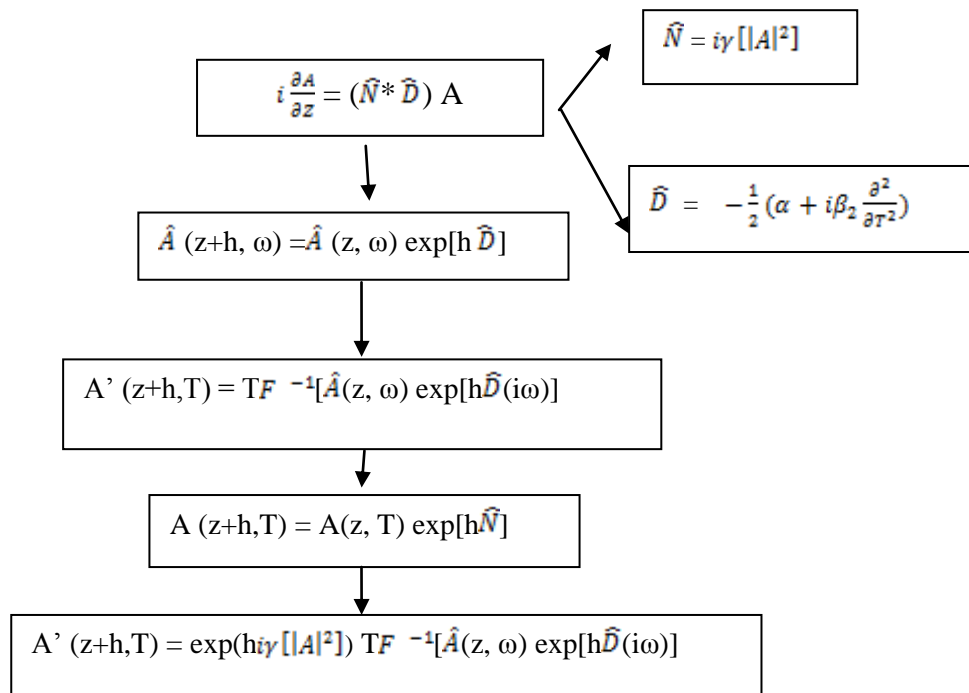 N̂ = iγ[|A|²]
i ∂A/∂Z = (N̂* D̂) A
D̂ = −1/2 (α + iβ₂ ∂²/∂T²)
Â (z+h, ω) =Â (z, ω) exp[h D̂]
A’ (z+h,T) = TF ⁻¹[Â(z, ω) exp[hD̂(iω)]
A (z+h,T) = A(z, T) exp[hN̂]
A’ (z+h,T) = exp(hiγ[|A|²]) TF ⁻¹[Â(z, ω) exp[hD̂(iω)]